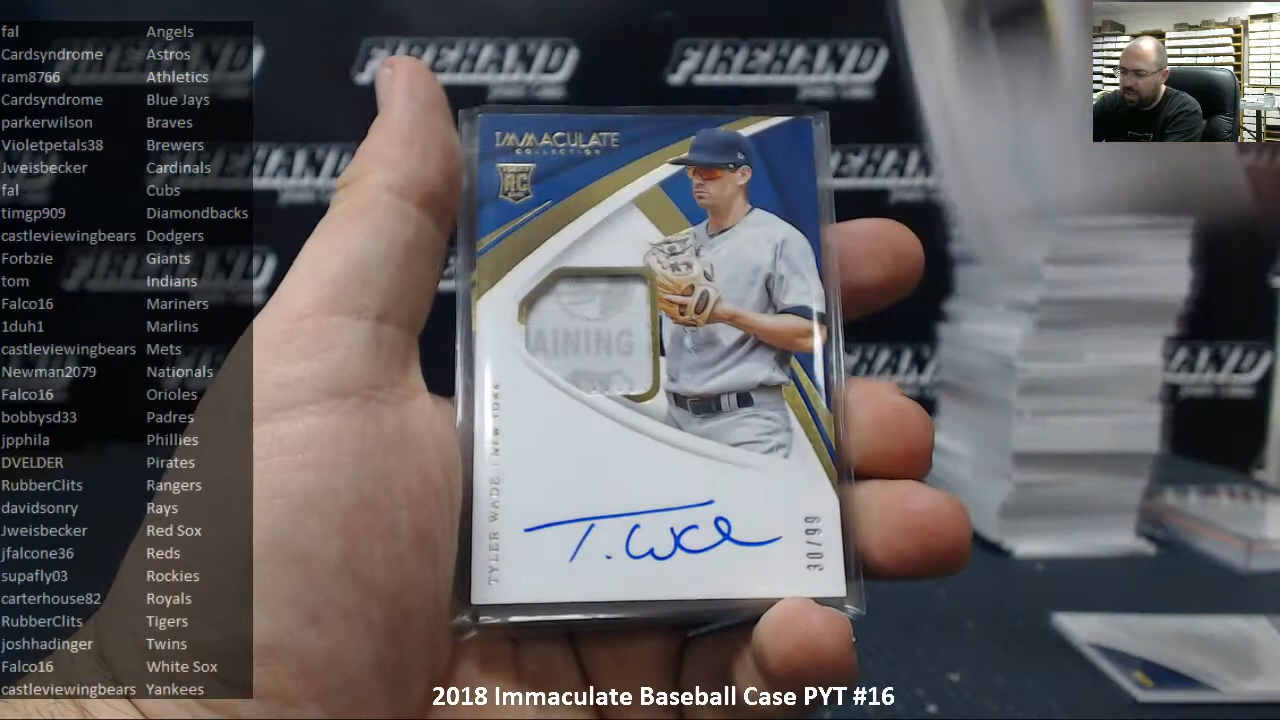 fal Angels
Cardsyndrome Astros
ram8766 Athletics
Cardsyndrome Blue Jays
parkerwilson Braves
Violetpetals38 Brewers
Jweisbecker Cardinals
fal Cubs
timgp909 Diamondbacks
castleviewingbears Dodgers
Forbzie Giants
tom Indians
Falco16 Mariners
1duh1 Marlins
castleviewingbears Mets
Newman2079 Nationals
Falco16 Orioles
bobbysd33 Padres
jpphila Phillies
DVELDER Pirates
RubberClits Rangers
davidsonry Rays
Jweisbecker Red Sox
jfalcone36 Reds
supafly03 Rockies
carterhouse82 Royals
RubberClits Tigers
joshhadinger Twins
Falco16 White Sox
castleviewingbears Yankees
FIREHAND FIREHAND
FIREHAND
FIREHAND
IMMACULATE
COLLECTION
RC
AINING
TYLER WADE | NEW YORK
T. Wade
30/99
2018 Immaculate Baseball Case PYT #16